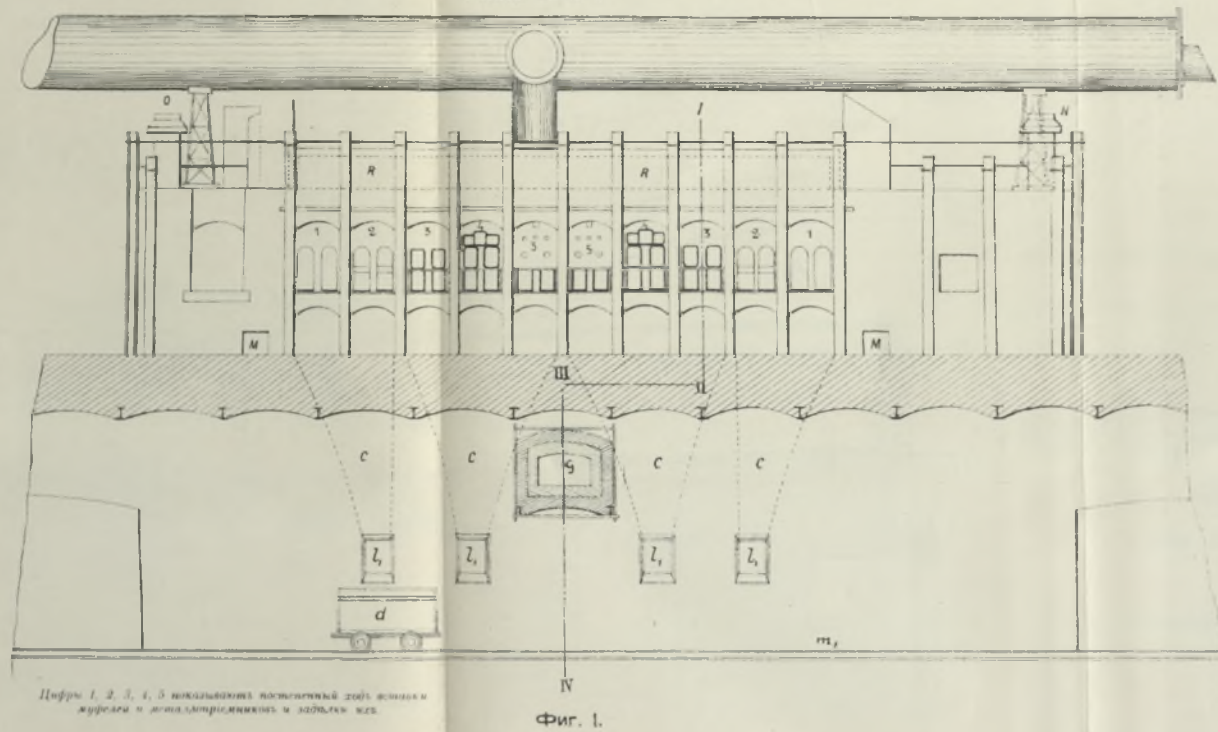 O I N
R R
1 2 3 4 5 5 4 3 2 1
M M
III II
C C G C C
l₁ l₁ l₁ l₁
d
m₁
IV
Цифры 1, 2, 3, 4, 5 показываютъ постепенный ходъ вставки
муфелей и металлопріемниковъ и задѣлки ихъ.
Фиг. 1.